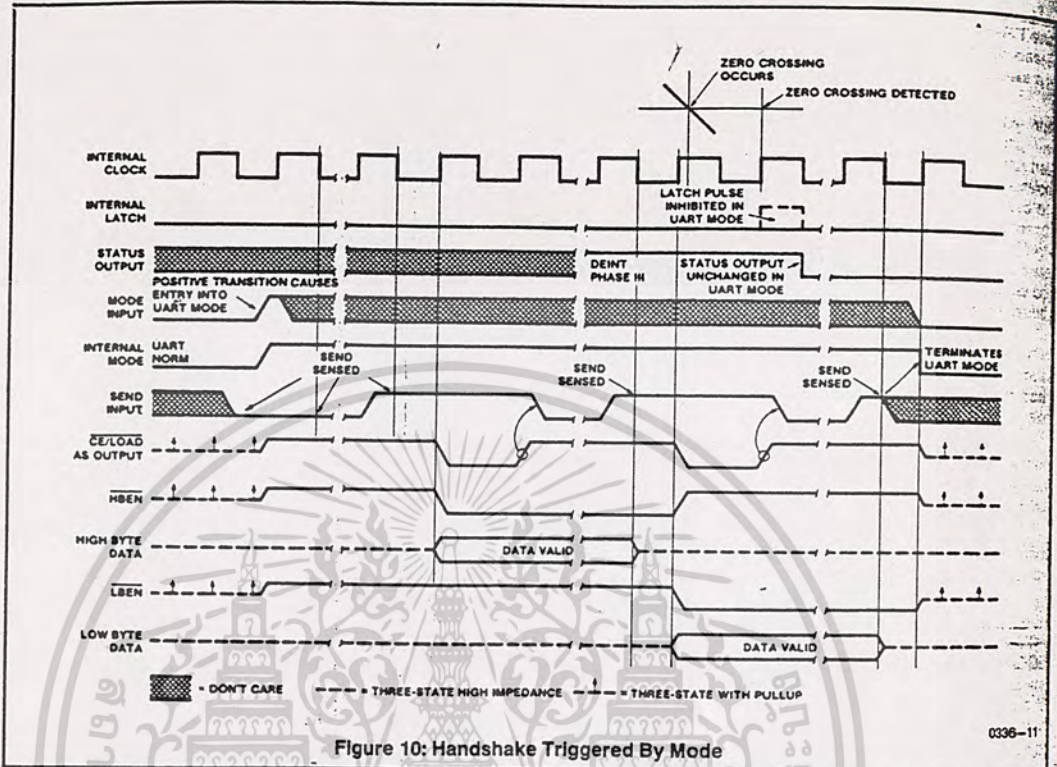 ZERO CROSSING
OCCURS
ZERO CROSSING DETECTED
INTERNAL
CLOCK
LATCH PULSE
INHIBITED IN
UART MODE
INTERNAL
LATCH
STATUS
OUTPUT
DEINT
PHASE III
STATUS OUTPUT
UNCHANGED IN
UART MODE
POSITIVE TRANSITION CAUSES
ENTRY INTO
UART MODE
MODE
INPUT
INTERNAL
MODE
UART
NORM
TERMINATES
UART MODE
SEND
SENSED
SEND
SENSED
SEND
SENSED
SEND
INPUT
CE/LOAD
AS OUTPUT
HBEN
HIGH BYTE
DATA
DATA VALID
LBEN
LOW BYTE
DATA
DATA VALID
- DON'T CARE
= THREE-STATE HIGH IMPEDANCE
= THREE-STATE WITH PULLUP
0336-11
Figure 10: Handshake Triggered By Mode